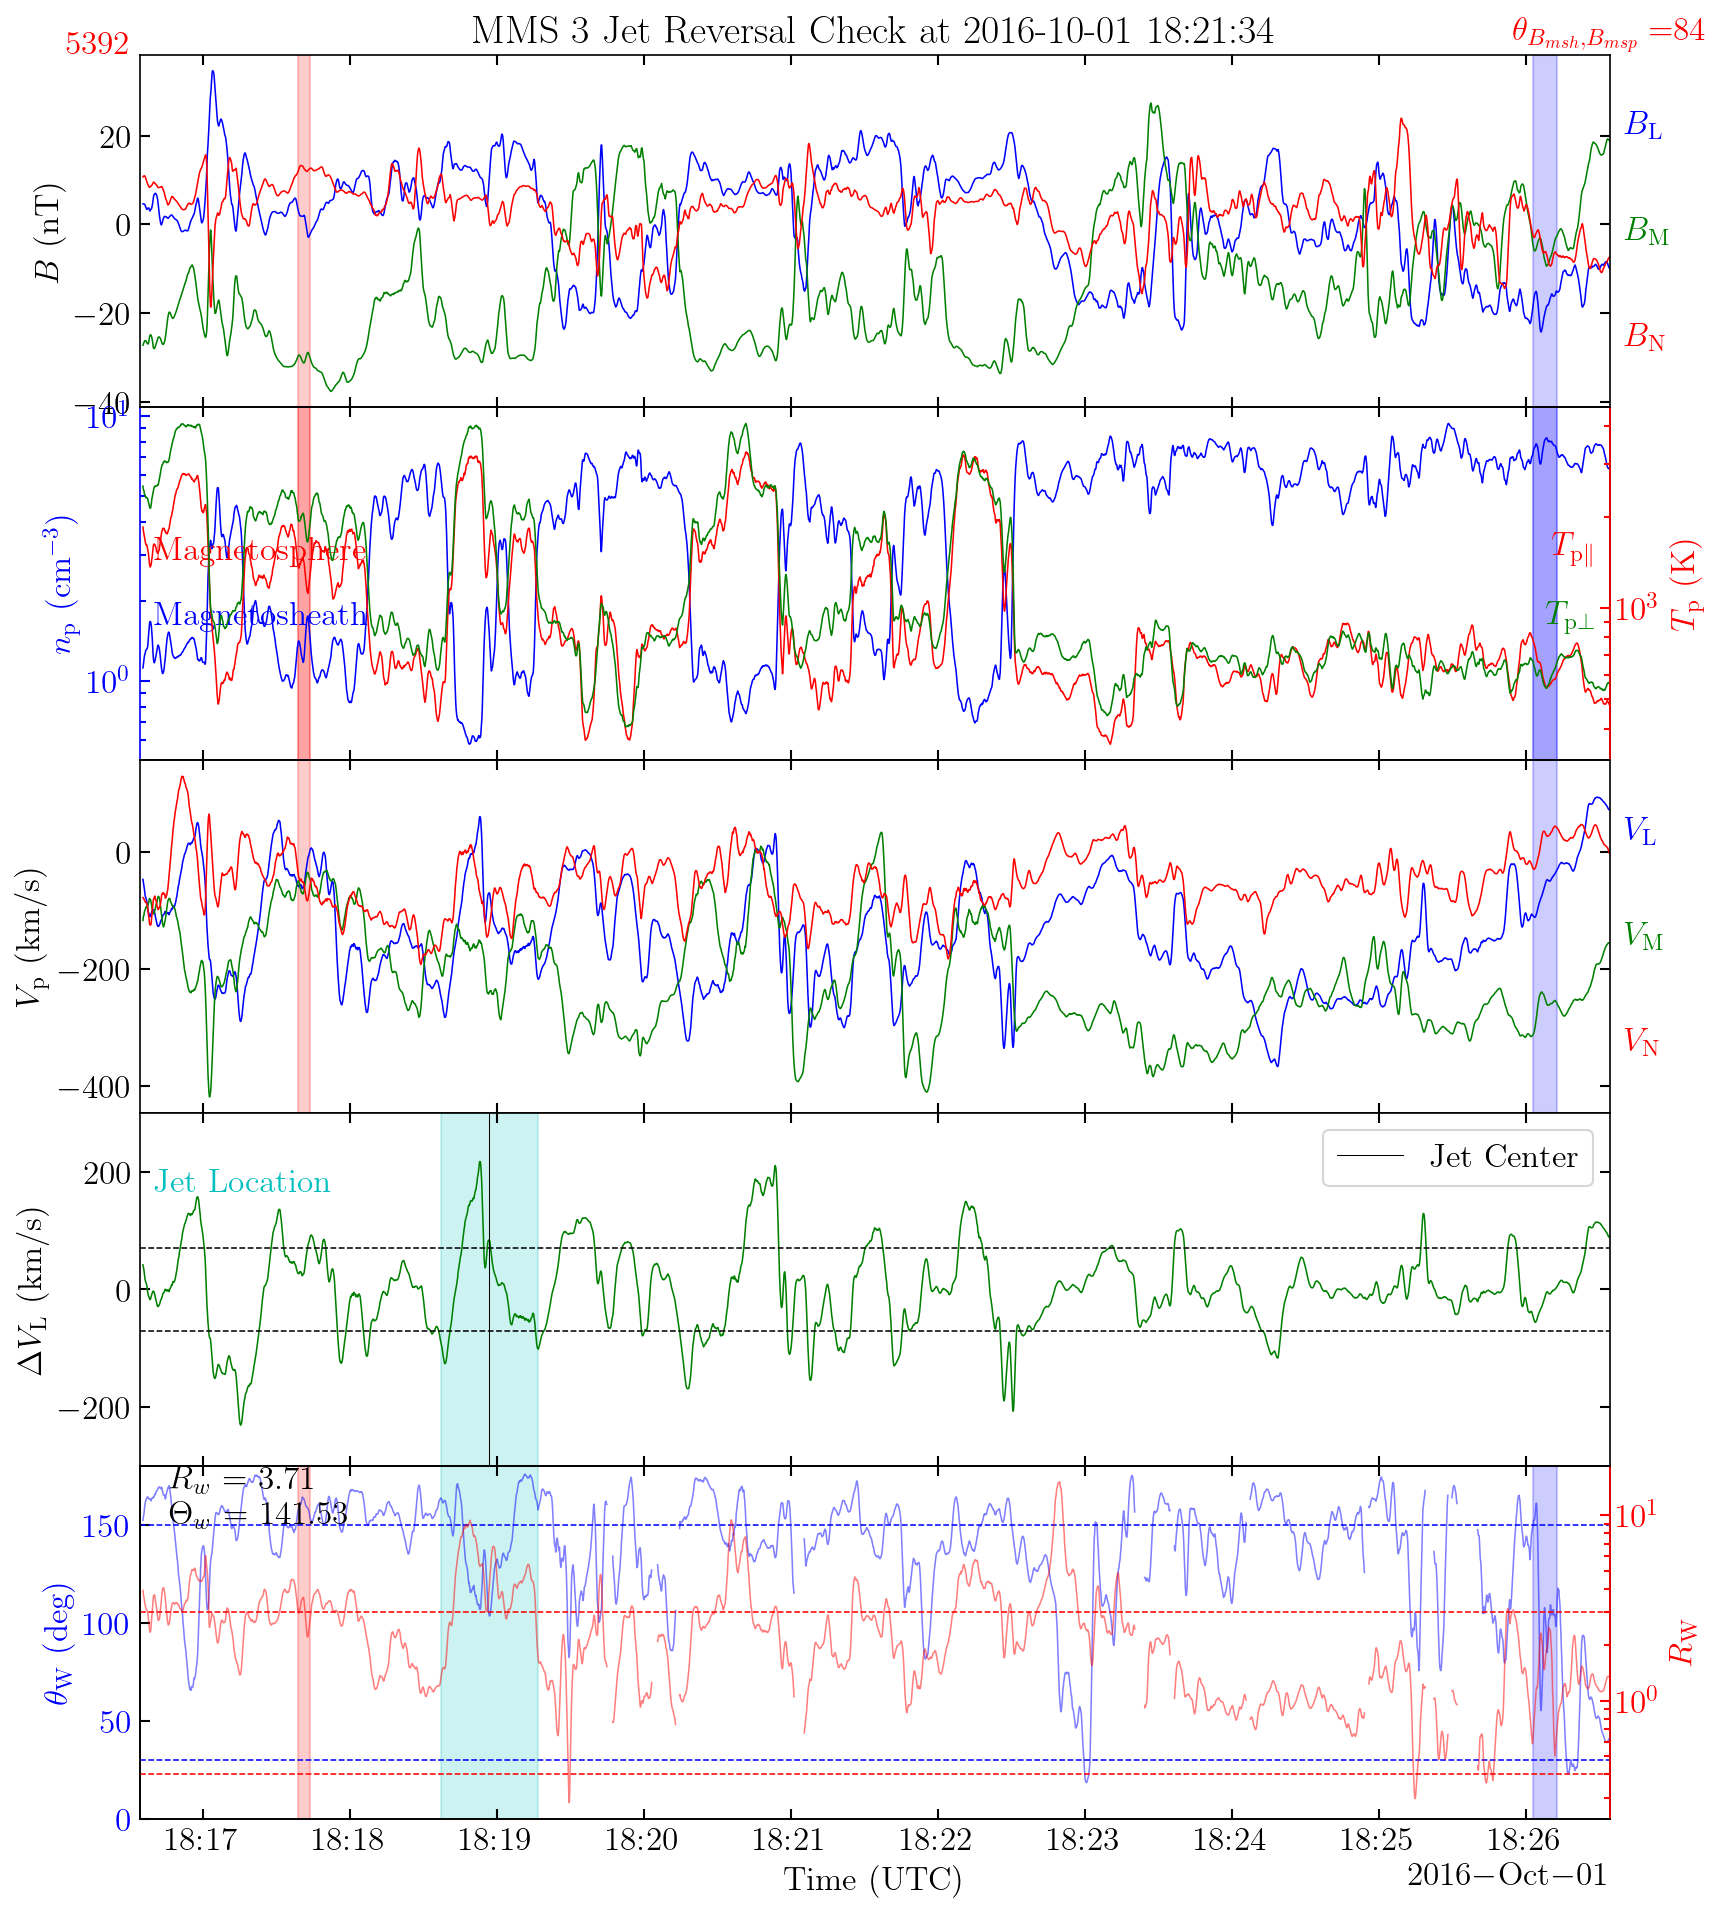 MMS 3 Jet Reversal Check at 2016-10-01 18:21:34
5392
θ_{B_{msh},B_{msp}} =84
B (nT)
20
0
−20
−40
B_L
B_M
B_N
n_p (cm^{−3})
10^1
10^0
Magnetosphere
Magnetosheath
T_{p∥}
T_{p⊥}
10^3
T_p (K)
V_p (km/s)
0
−200
−400
V_L
V_M
V_N
ΔV_L (km/s)
200
0
−200
Jet Location
Jet Center
R_w = 3.71
Θ_w = 141.53
θ_W (deg)
150
100
50
0
10^1
10^0
R_W
18:17 18:18 18:19 18:20 18:21 18:22 18:23 18:24 18:25 18:26
2016−Oct−01
Time (UTC)